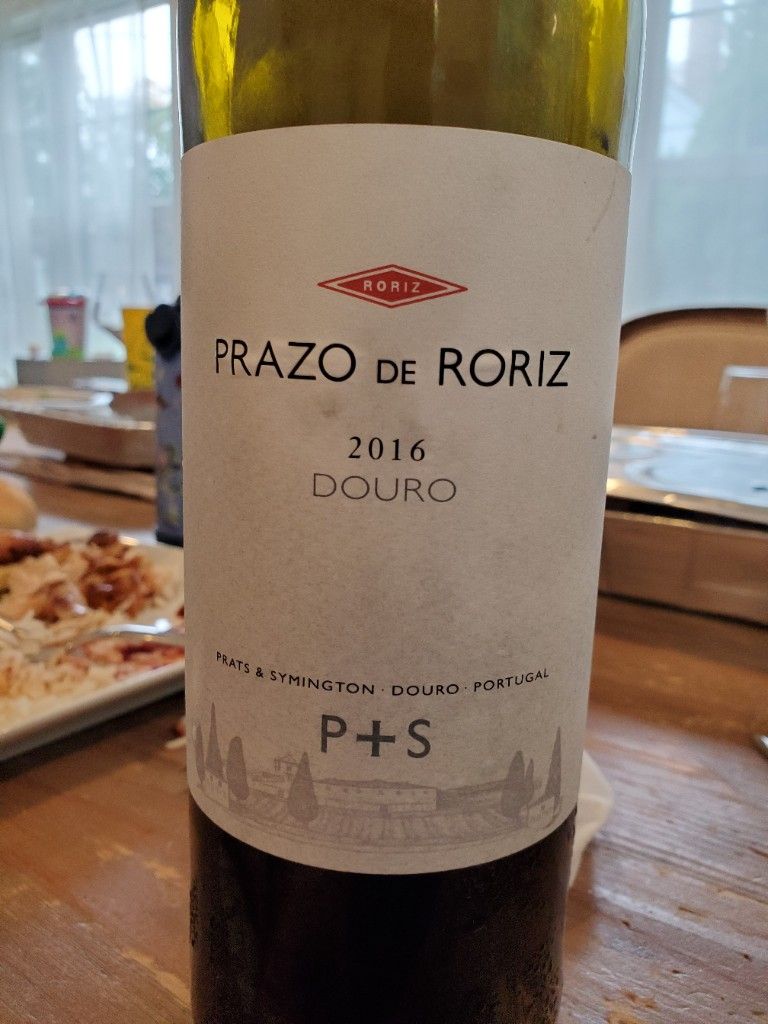 RORIZ
PRAZO DE RORIZ
2016
DOURO
PRATS & SYMINGTON · DOURO · PORTUGAL
P+S